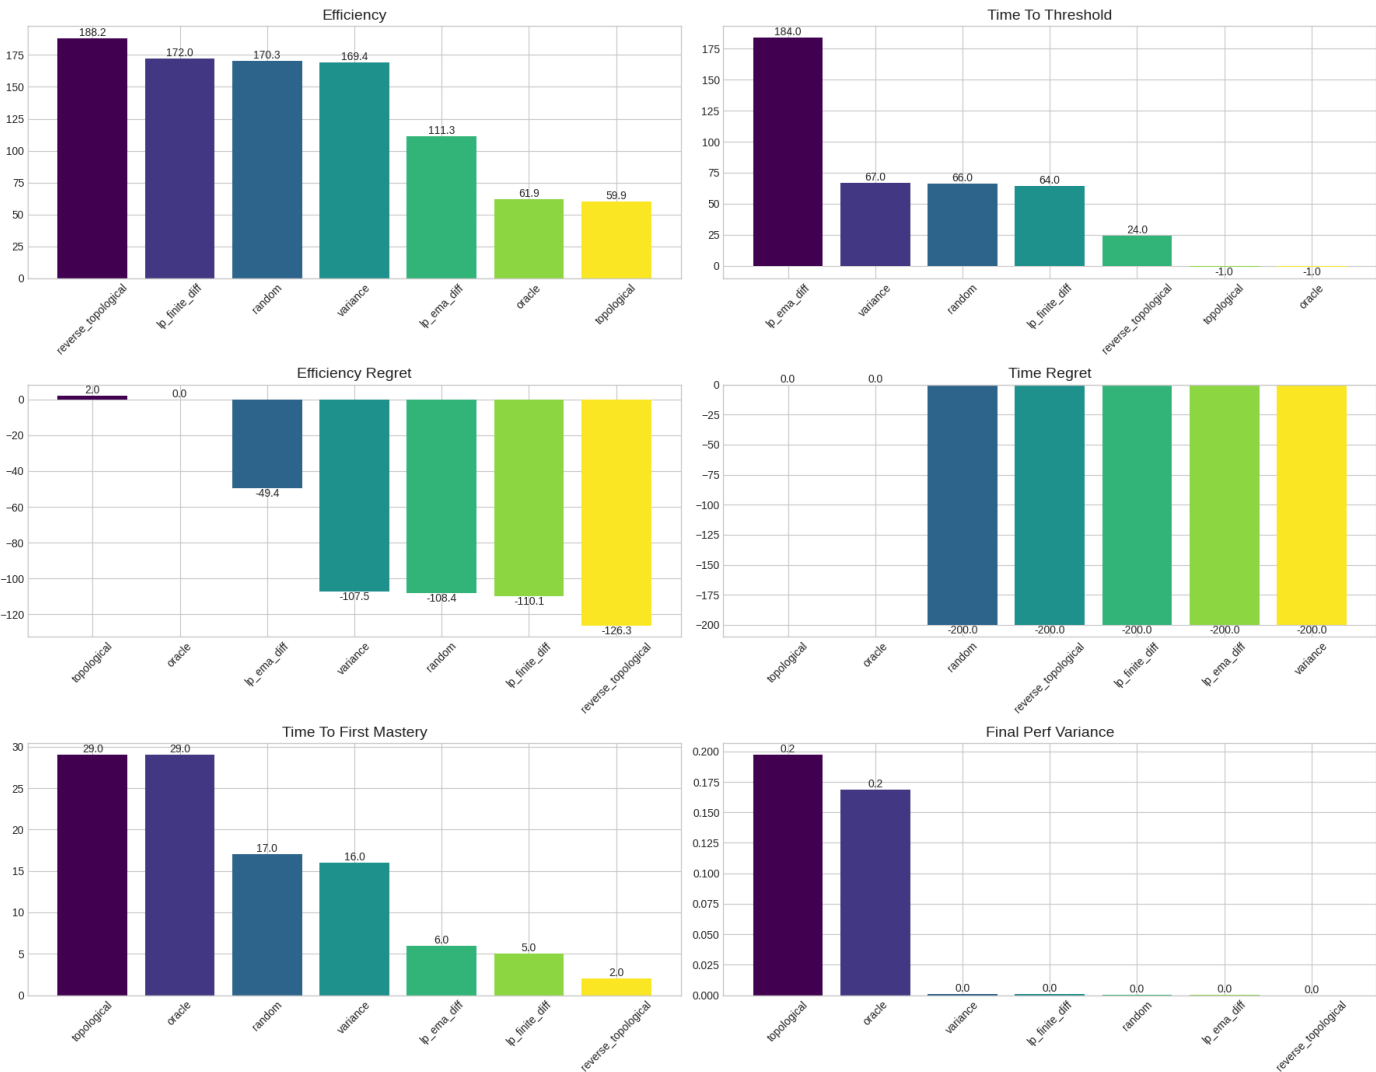 Efficiency
188.2
172.0
170.3
169.4
111.3
61.9
59.9
175
150
125
100
75
50
25
0
reverse_topological
lp_finite_diff
random
variance
lp_ema_diff
oracle
topological
Time To Threshold
184.0
67.0
66.0
64.0
24.0
-1.0
-1.0
175
150
125
100
75
50
25
0
lp_ema_diff
variance
random
lp_finite_diff
reverse_topological
topological
oracle
Efficiency Regret
2.0
0.0
-49.4
-107.5
-108.4
-110.1
-126.3
0
−20
−40
−60
−80
−100
−120
topological
oracle
lp_ema_diff
variance
random
lp_finite_diff
reverse_topological
Time Regret
0.0
0.0
-200.0
-200.0
-200.0
-200.0
-200.0
0
−25
−50
−75
−100
−125
−150
−175
−200
topological
oracle
random
reverse_topological
lp_finite_diff
lp_ema_diff
variance
Time To First Mastery
29.0
29.0
17.0
16.0
6.0
5.0
2.0
30
25
20
15
10
5
0
topological
oracle
random
variance
lp_ema_diff
lp_finite_diff
reverse_topological
Final Perf Variance
0.2
0.2
0.0
0.0
0.0
0.0
0.0
0.200
0.175
0.150
0.125
0.100
0.075
0.050
0.025
0.000
topological
oracle
variance
lp_finite_diff
random
lp_ema_diff
reverse_topological